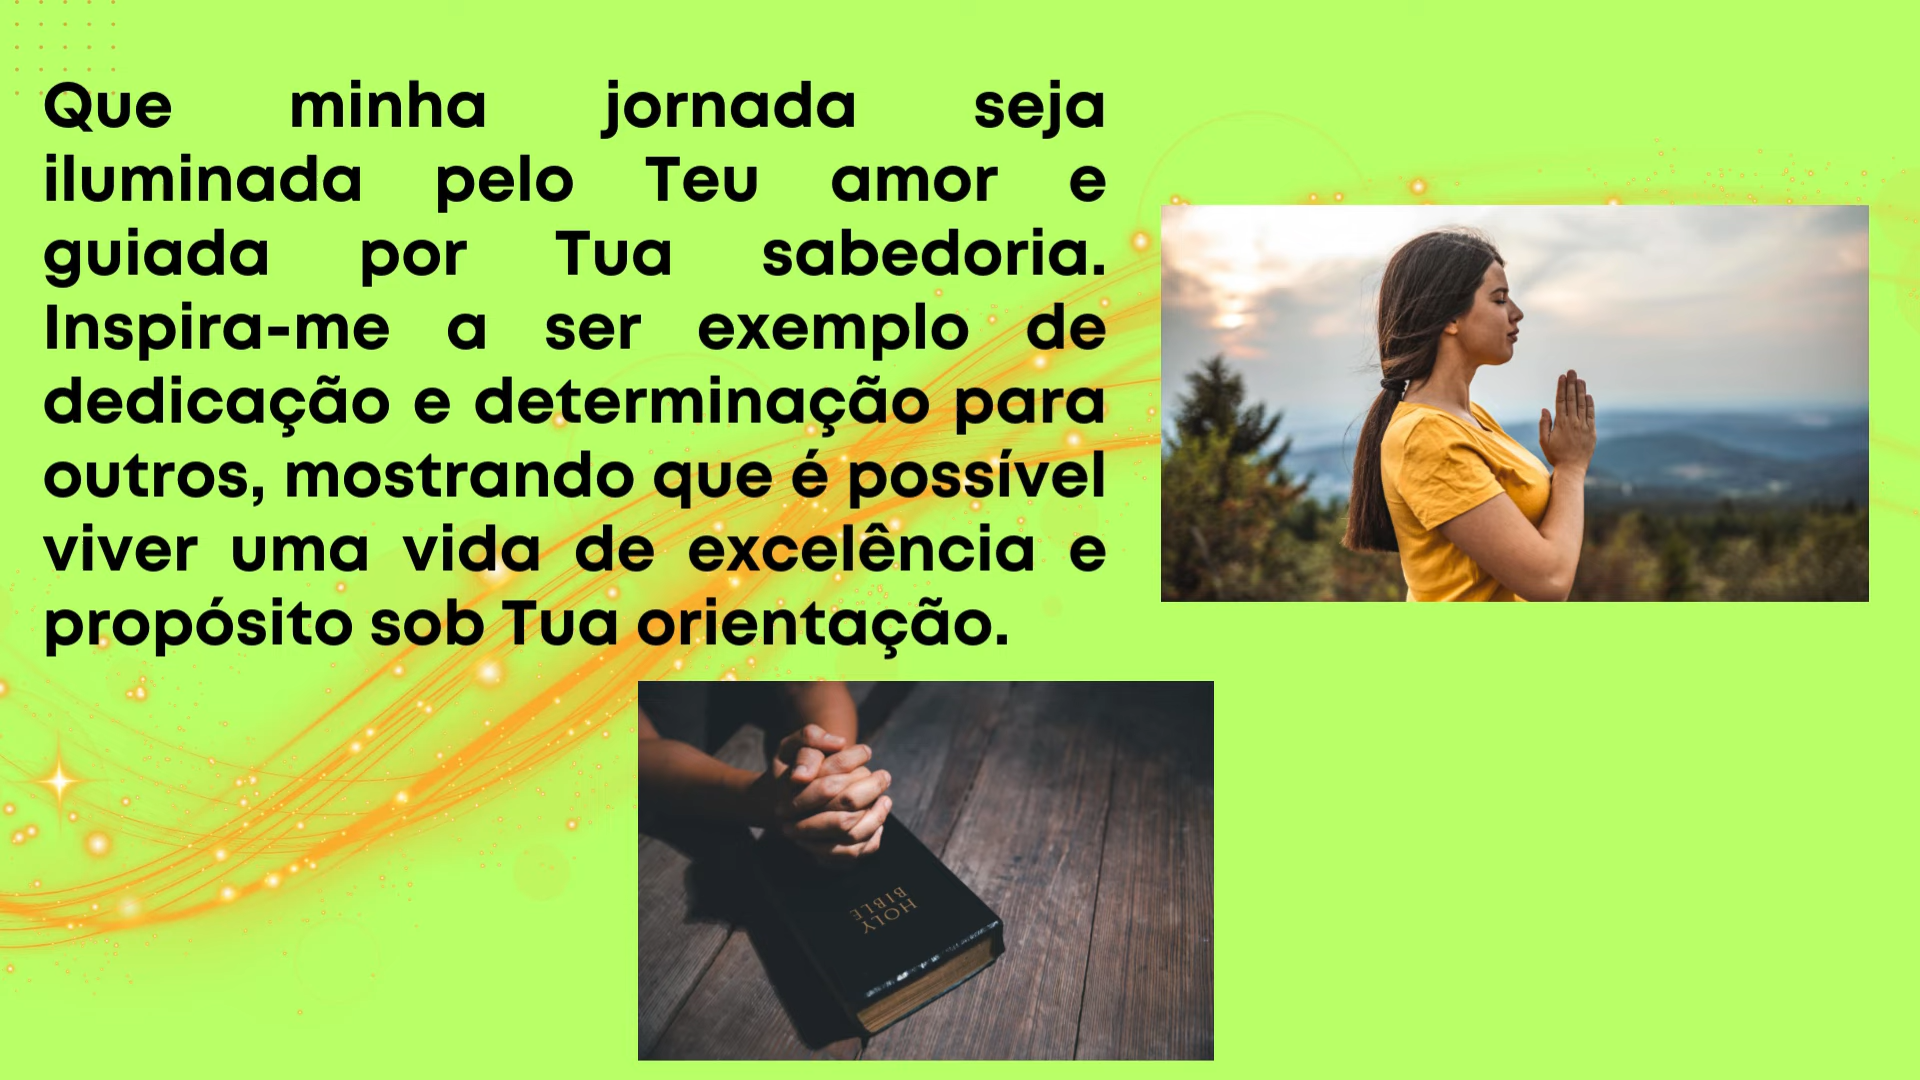 Que minha jornada seja
iluminada pelo Teu amor e
guiada por Tua sabedoria.
Inspira-me a ser exemplo de
dedicação e determinação para
outros, mostrando que é possível
viver uma vida de excelência e
propósito sob Tua orientação.
HOLY
BIBLE